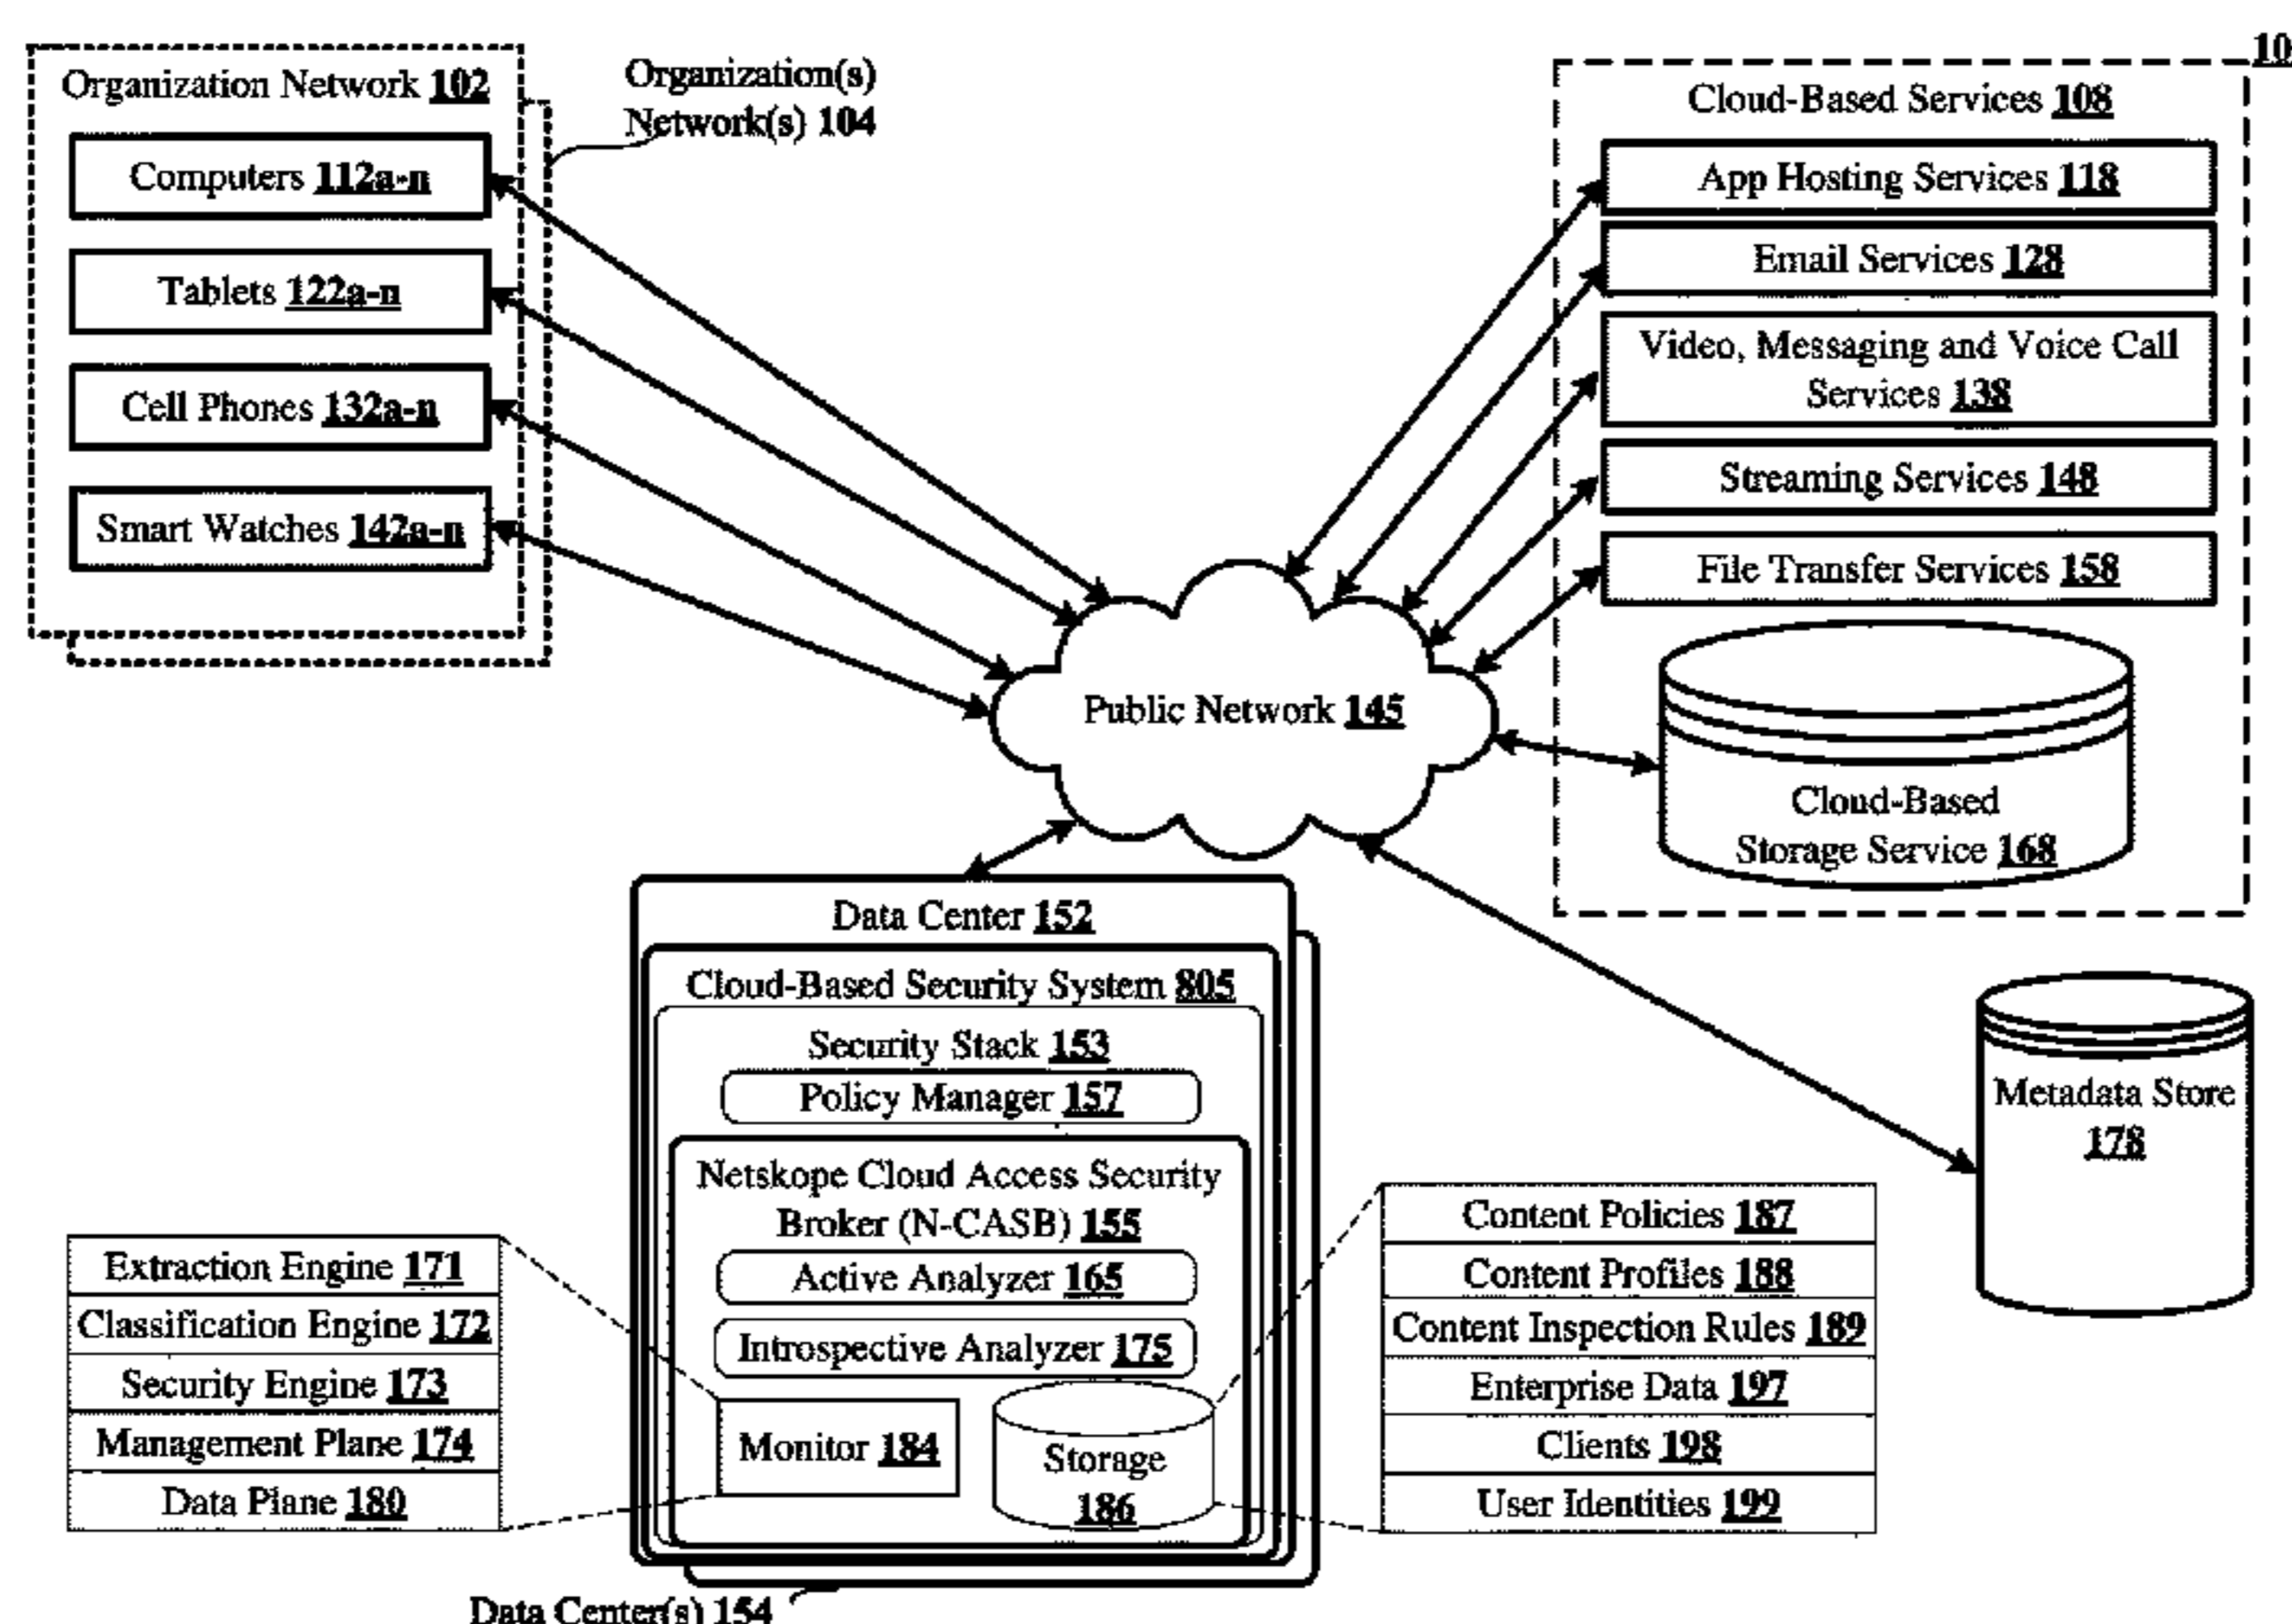 Organization Network 102
Computers 112a-n
Tablets 122a-n
Cell Phones 132a-n
Smart Watches 142a-n
Organization(s)
Network(s) 104
10
Cloud-Based Services 108
App Hosting Services 118
Email Services 128
Video, Messaging and Voice Call
Services 138
Streaming Services 148
File Transfer Services 158
Cloud-Based
Storage Service 168
Public Network 145
Metadata Store
178
Data Center 152
Cloud-Based Security System 805
Security Stack 153
Policy Manager 157
Netskope Cloud Access Security
Broker (N-CASB) 155
Active Analyzer 165
Introspective Analyzer 175
Monitor 184
Storage
186
Extraction Engine 171
Classification Engine 172
Security Engine 173
Management Plane 174
Data Plane 180
Content Policies 187
Content Profiles 188
Content Inspection Rules 189
Enterprise Data 197
Clients 198
User Identities 199
Data Center(s) 154